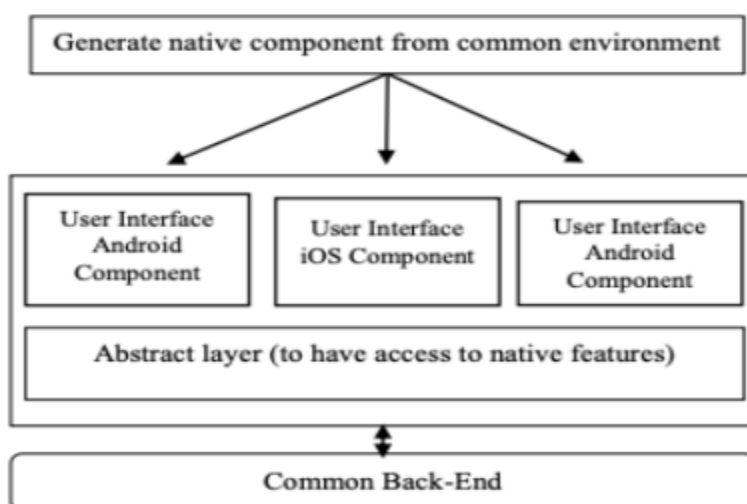 Generate native component from common environment
User Interface
Android
Component
User Interface
iOS Component
User Interface
Android
Component
Abstract layer (to have access to native features)
Common Back-End